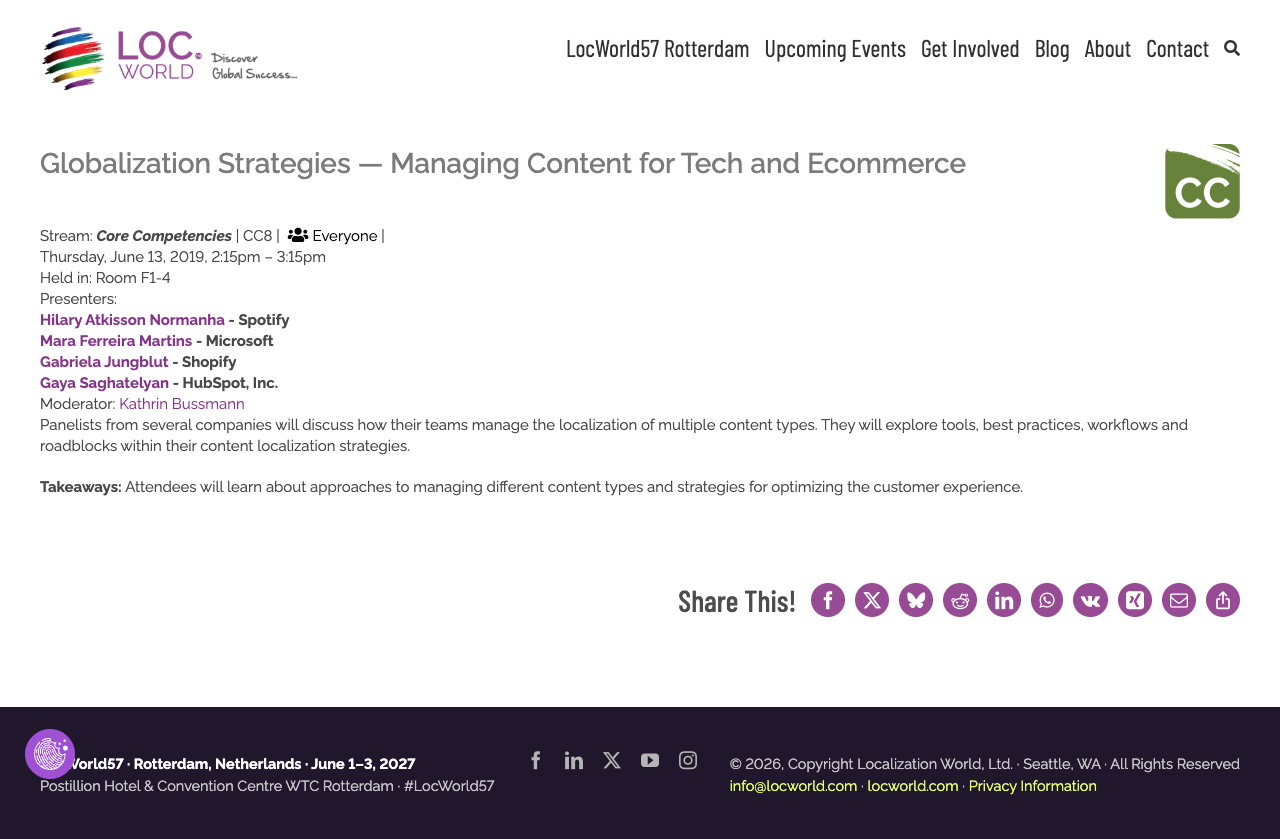 LOC
WORLD
Discover
Global Success...
LocWorld57 Rotterdam Upcoming Events Get Involved Blog About Contact
Globalization Strategies — Managing Content for Tech and Ecommerce
CC
Stream: Core Competencies | CC8 | Everyone |
Thursday, June 13, 2019, 2:15pm – 3:15pm
Held in: Room F1-4
Presenters:
Hilary Atkisson Normanha - Spotify
Mara Ferreira Martins - Microsoft
Gabriela Jungblut - Shopify
Gaya Saghatelyan - HubSpot, Inc.
Moderator: Kathrin Bussmann
Panelists from several companies will discuss how their teams manage the localization of multiple content types. They will explore tools, best practices, workflows and
roadblocks within their content localization strategies.
Takeaways: Attendees will learn about approaches to managing different content types and strategies for optimizing the customer experience.
Share This!
World57 · Rotterdam, Netherlands · June 1–3, 2027
Postillion Hotel & Convention Centre WTC Rotterdam · #LocWorld57
© 2026, Copyright Localization World, Ltd. · Seattle, WA · All Rights Reserved
info@locworld.com · locworld.com · Privacy Information